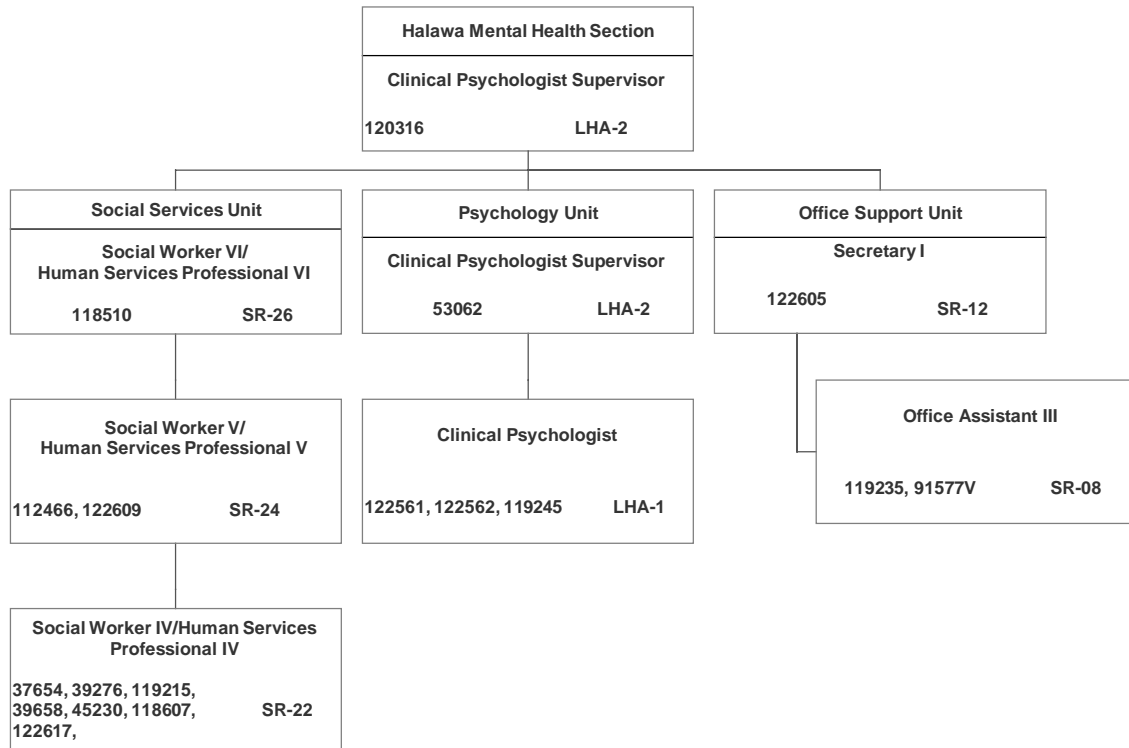 Halawa Mental Health Section
Clinical Psychologist Supervisor
120316 LHA-2
Social Services Unit
Social Worker VI/
Human Services Professional VI
118510 SR-26
Psychology Unit
Clinical Psychologist Supervisor
53062 LHA-2
Office Support Unit
Secretary I
122605 SR-12
Social Worker V/
Human Services Professional V
112466, 122609 SR-24
Clinical Psychologist
122561, 122562, 119245 LHA-1
Office Assistant III
119235, 91577V SR-08
Social Worker IV/Human Services
Professional IV
37654, 39276, 119215,
39658, 45230, 118607, SR-22
122617,